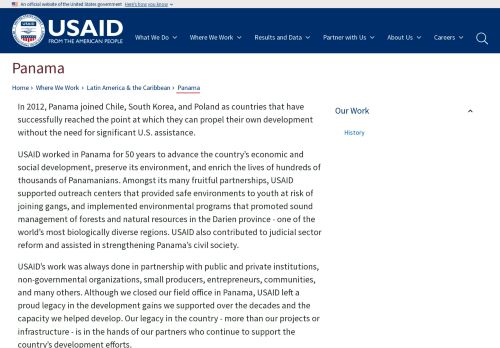 An official website of the United States government Here's how you know
USAID
FROM THE AMERICAN PEOPLE
What We Do
Where We Work
Results and Data
Partner with Us
About Us
Careers
Panama
Home › Where We Work › Latin America & the Caribbean › Panama
In 2012, Panama joined Chile, South Korea, and Poland as countries that have
successfully reached the point at which they can propel their own development
without the need for significant U.S. assistance.
USAID worked in Panama for 50 years to advance the country's economic and
social development, preserve its environment, and enrich the lives of hundreds of
thousands of Panamanians. Amongst its many fruitful partnerships, USAID
supported outreach centers that provided safe environments to youth at risk of
joining gangs, and implemented environmental programs that promoted sound
management of forests and natural resources in the Darien province - one of the
world's most biologically diverse regions. USAID also contributed to judicial sector
reform and assisted in strengthening Panama's civil society.
USAID's work was always done in partnership with public and private institutions,
non-governmental organizations, small producers, entrepreneurs, communities,
and many others. Although we closed our field office in Panama, USAID left a
proud legacy in the development gains we supported over the decades and the
capacity we helped develop. Our legacy in the country - more than our projects or
infrastructure - is in the hands of our partners who continue to support the
country's development efforts.
Our Work
History